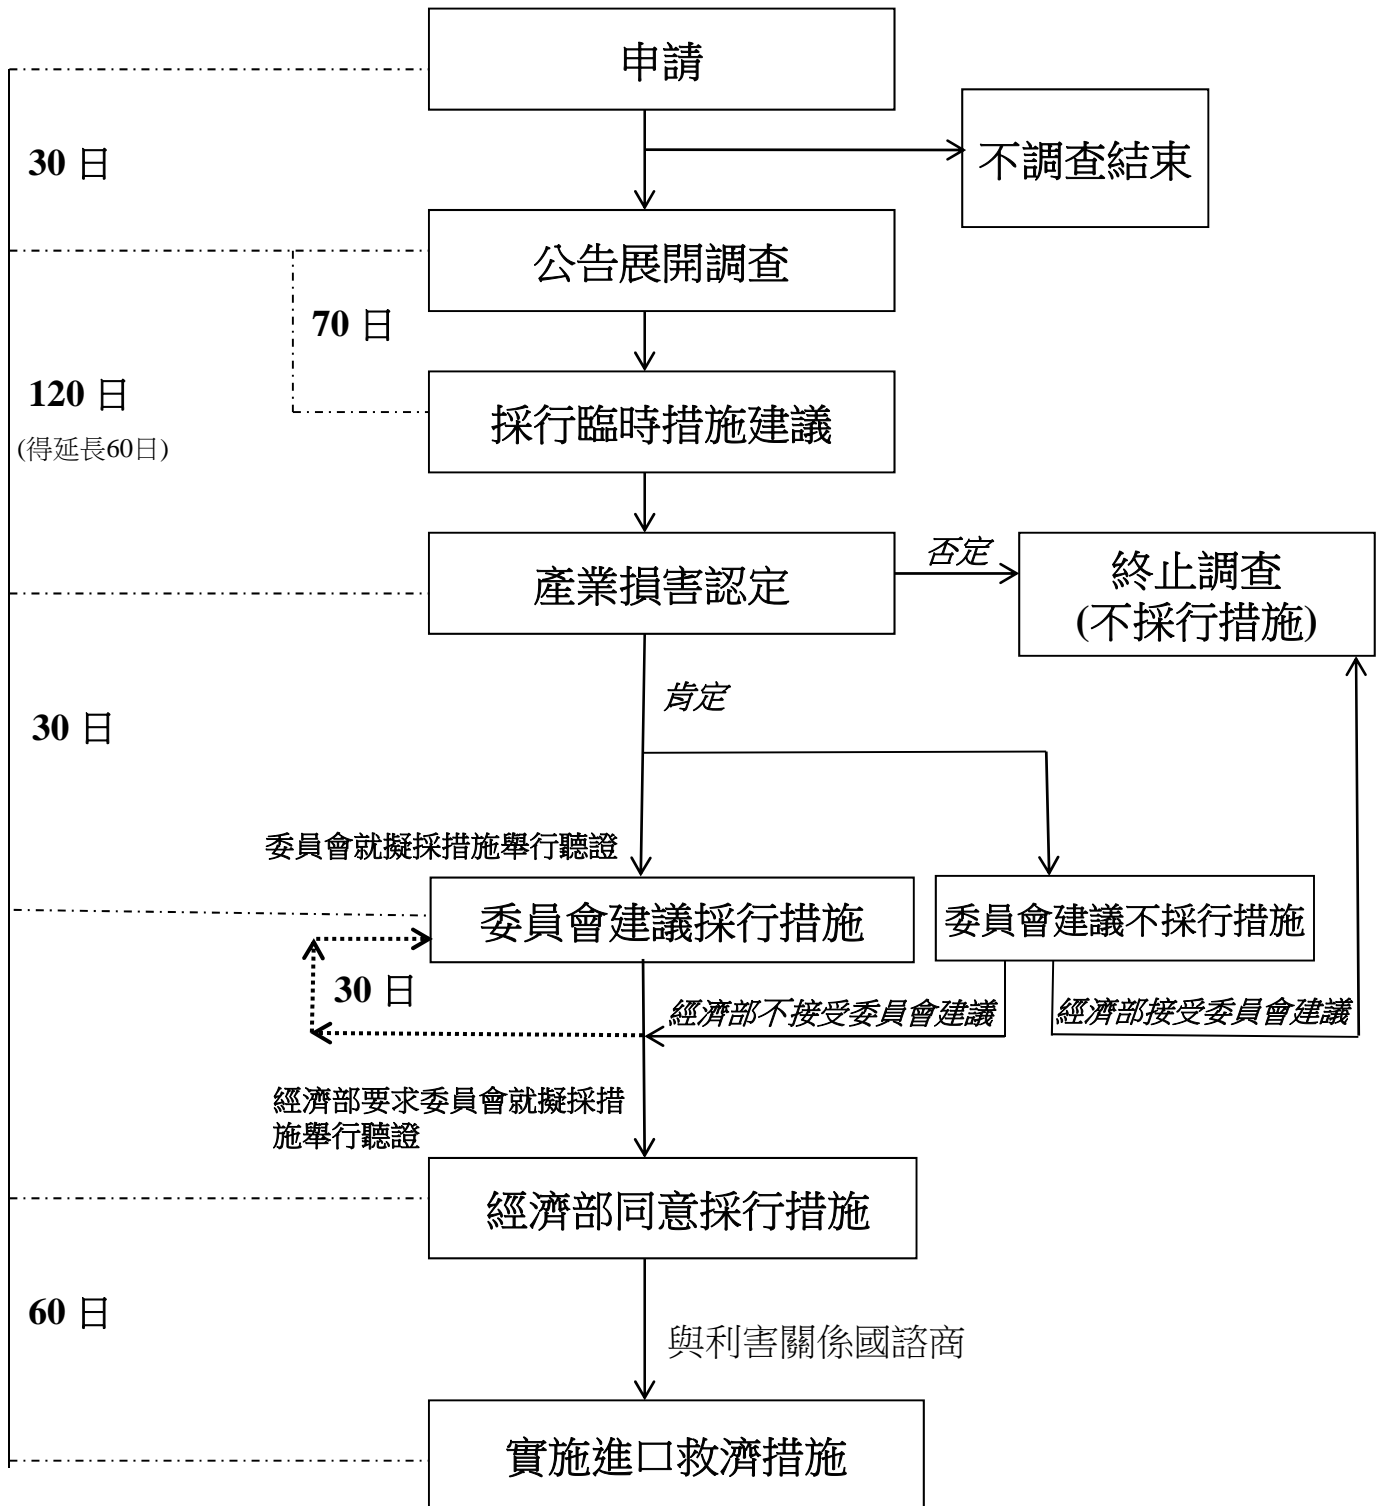 申請
30 日
不調查結束
公告展開調查
70 日
120 日
(得延長60日)
採行臨時措施建議
產業損害認定
否定
終止調查
(不採行措施)
肯定
30 日
委員會就擬採措施舉行聽證
委員會建議採行措施
委員會建議不採行措施
30 日
經濟部不接受委員會建議
經濟部接受委員會建議
經濟部要求委員會就擬採措
施舉行聽證
經濟部同意採行措施
60 日
與利害關係國諮商
實施進口救濟措施